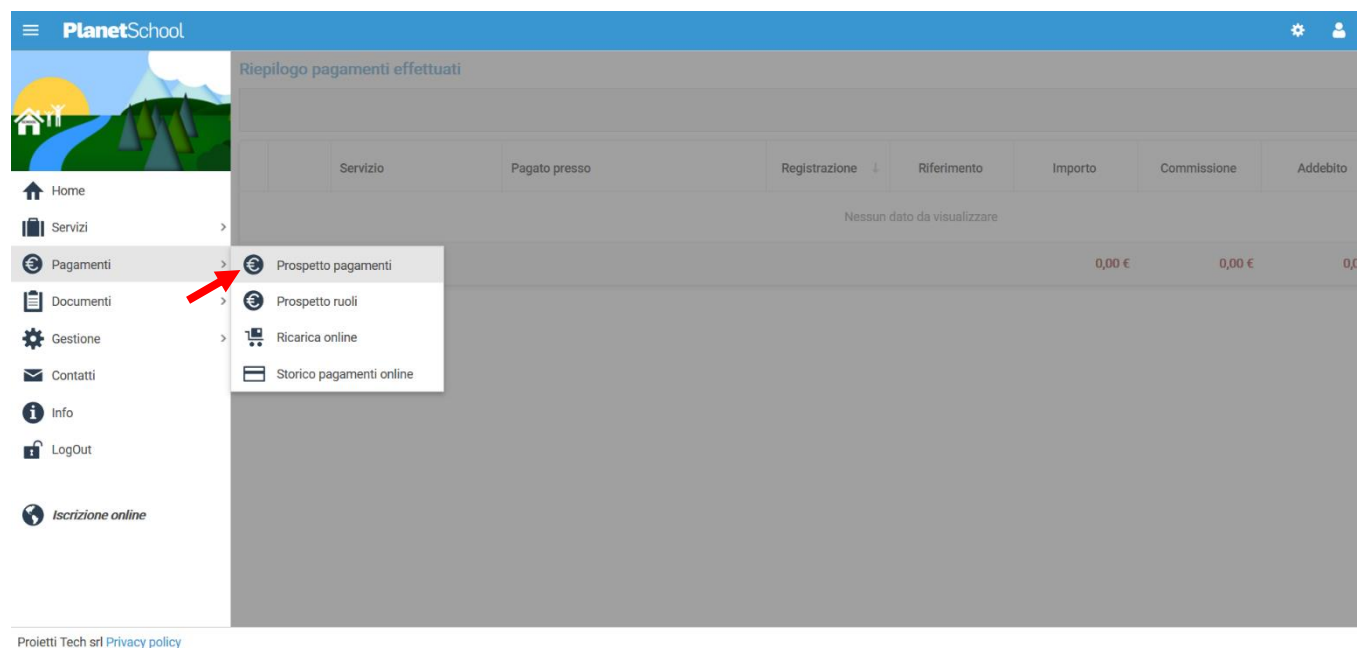 PlanetSchool
Riepilogo pagamenti effettuati
Servizio Pagato presso Registrazione Riferimento Importo Commissione Addebito
Nessun dato da visualizzare
0,00 € 0,00 €
Home
Servizi
Pagamenti
Documenti
Gestione
Contatti
Info
LogOut
Iscrizione online
Prospetto pagamenti
Prospetto ruoli
Ricarica online
Storico pagamenti online
Proietti Tech srl Privacy policy